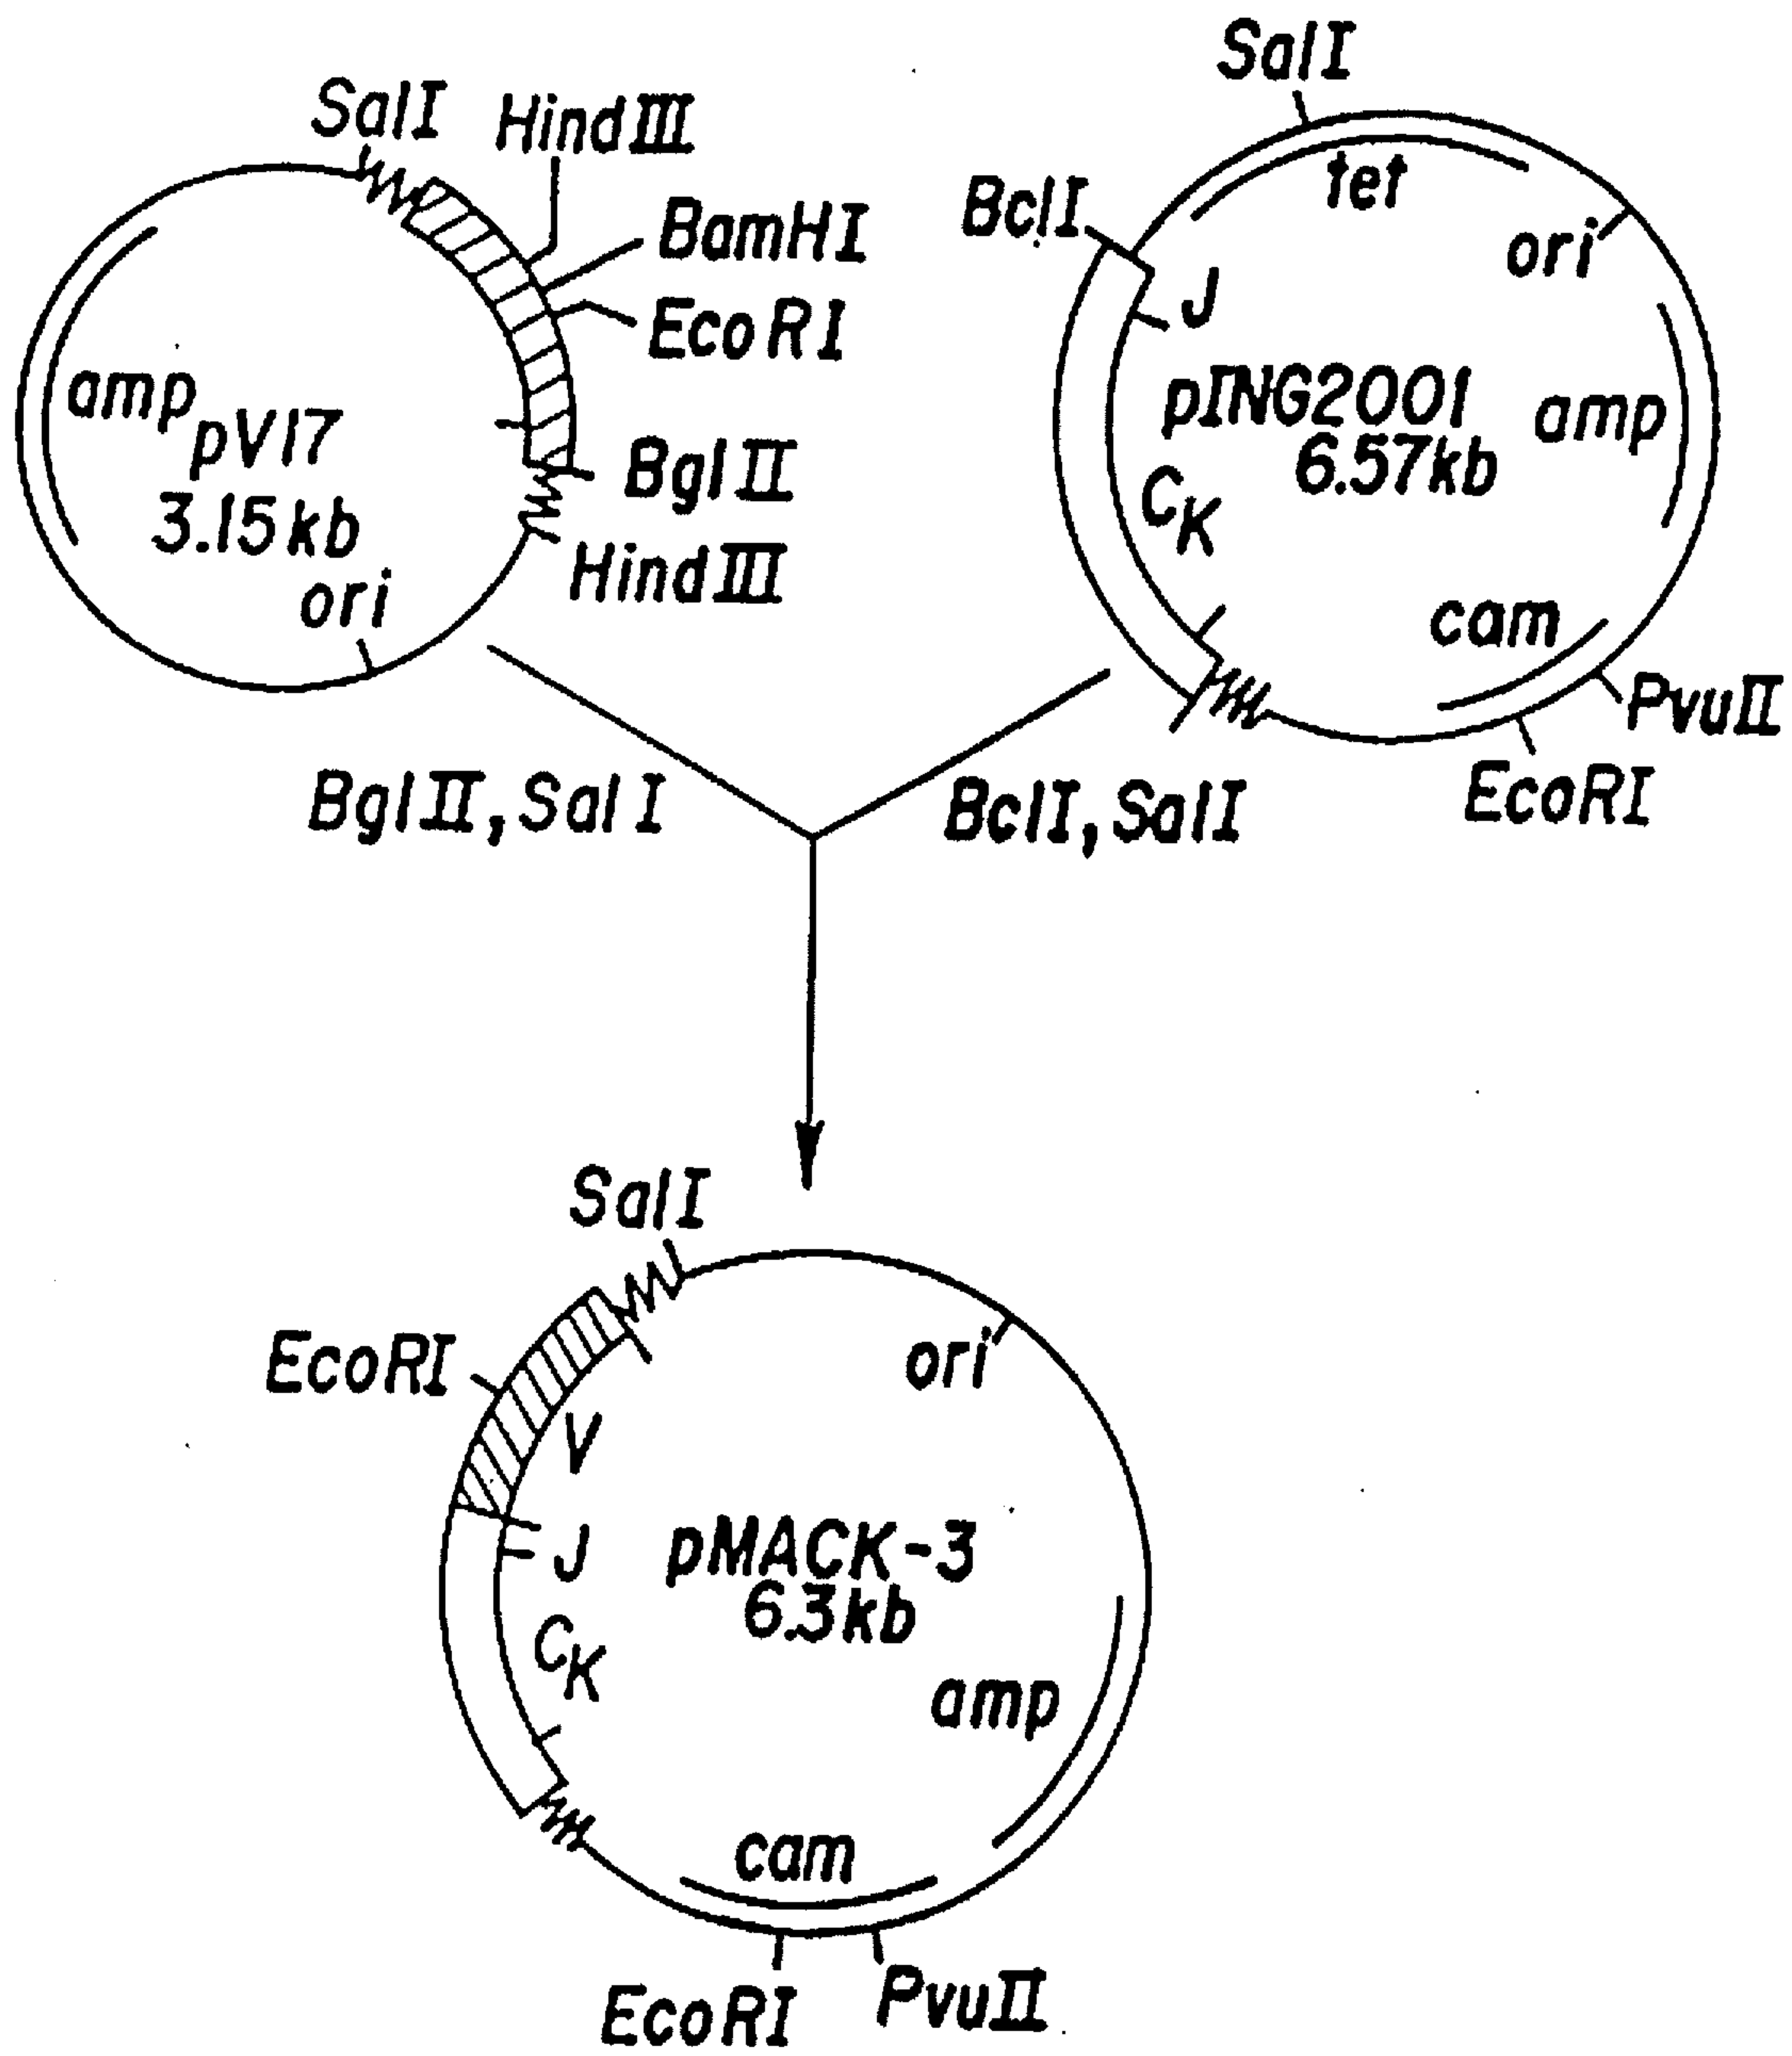 SalI
HindIII
BamHI
EcoRI
amp
pV17
3.15kb
BglII
HindIII
ori
SalI
BclI
tet
ori
J
pING2001
6.57kb
amp
CK
cam
PvuII
EcoRI
BglII, SalI
BclI, SalI
SalI
EcoRI
ori
V
J
pMACK-3
6.3kb
CK
amp
cam
EcoRI
PvuII